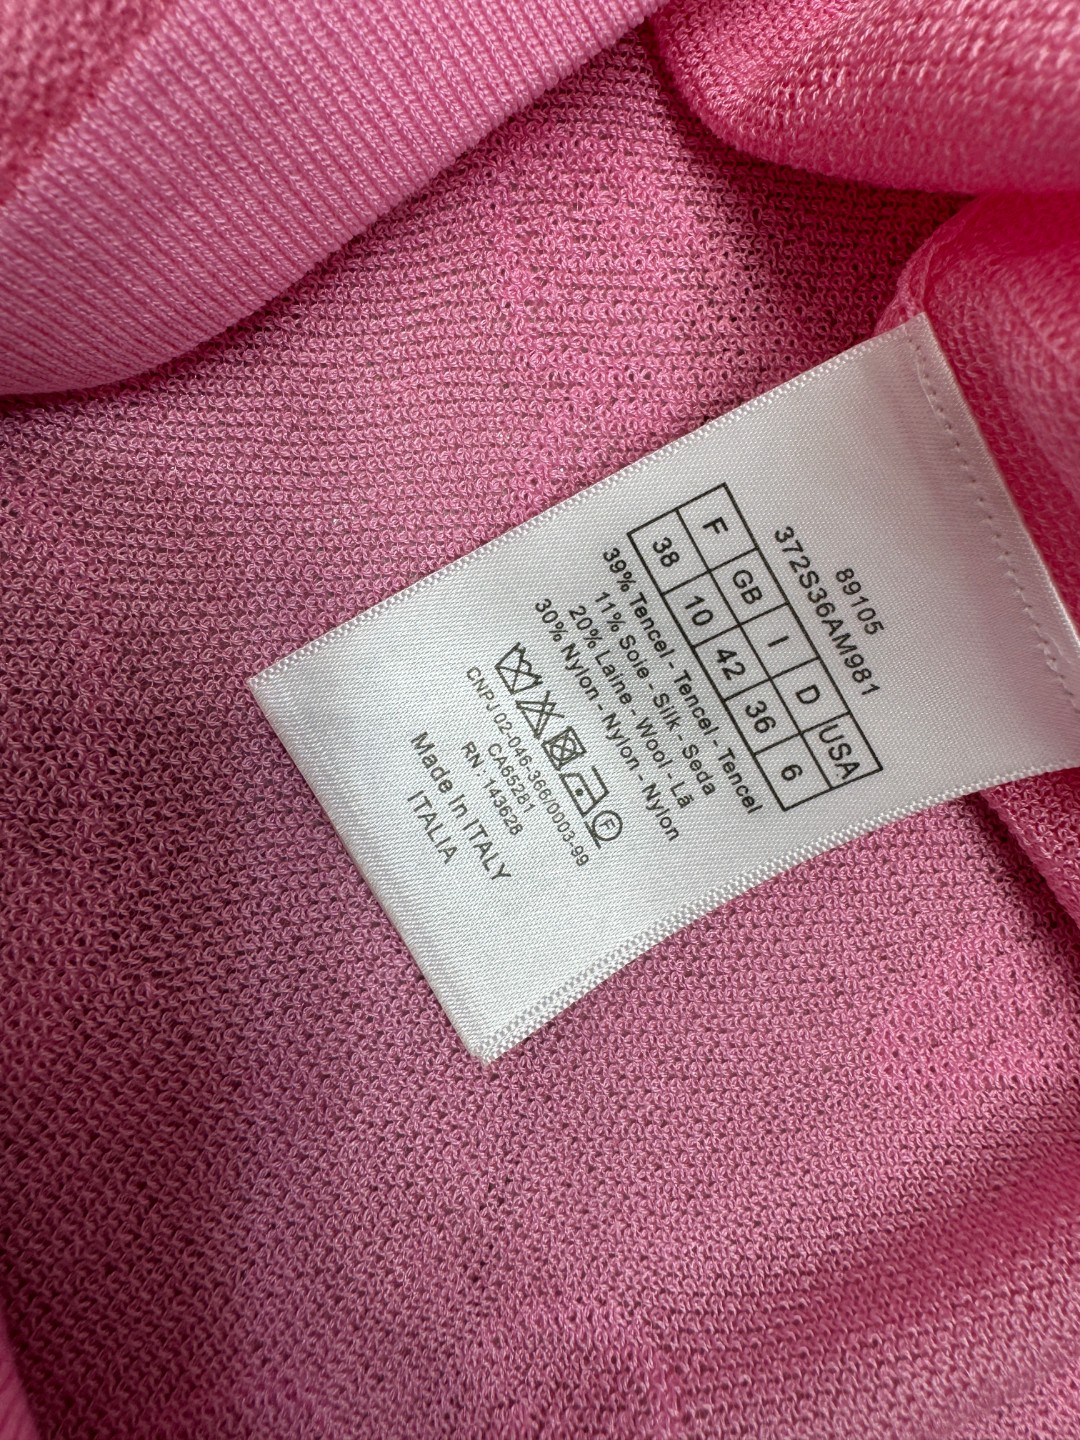 89105
372S36AM981
F GB I D USA
38 10 42 36 6
39% Tencel - Tencel - Tencel
11% Soie - Silk - Seda
20% Laine - Wool - Lã
30% Nylon - Nylon - Nylon
F
CNPJ 02-046-366/0003-99
CA65281
RN : 143628
Made In ITALY
ITALIA